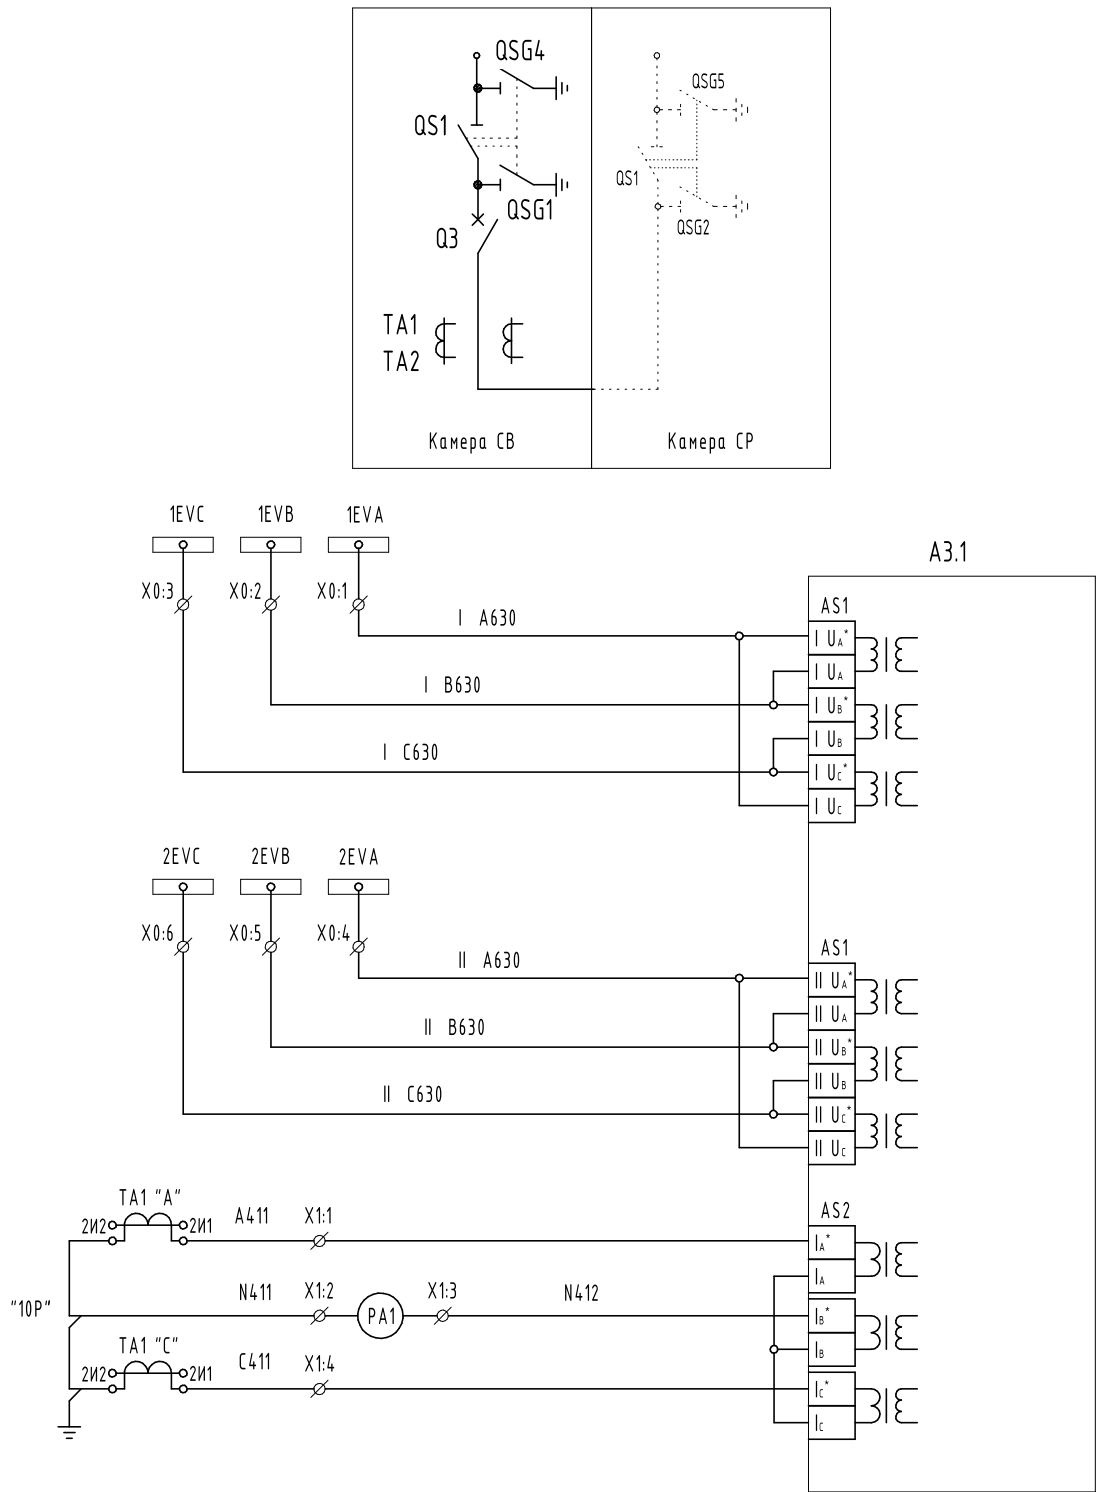 QSG4
QSG5
QS1
QS1
QSG1
QSG2
Q3
TA1
TA2
Камера СВ
Камера СР
1EVC
1EVB
1EVA
A3.1
X0:3
X0:2
X0:1
AS1
I A630
I UA*
I UA
I B630
I UB*
I UB
I C630
I UC*
I UC
2EVC
2EVB
2EVA
X0:6
X0:5
X0:4
AS1
II A630
II UA*
II UA
II B630
II UB*
II UB
II C630
II UC*
II UC
TA1 "A"
AS2
2И2
2И1
A411
X1:1
IA*
IA
N411
X1:2
X1:3
N412
"10P"
PA1
IB*
TA1 "C"
IB
2И2
2И1
C411
X1:4
IC*
IC